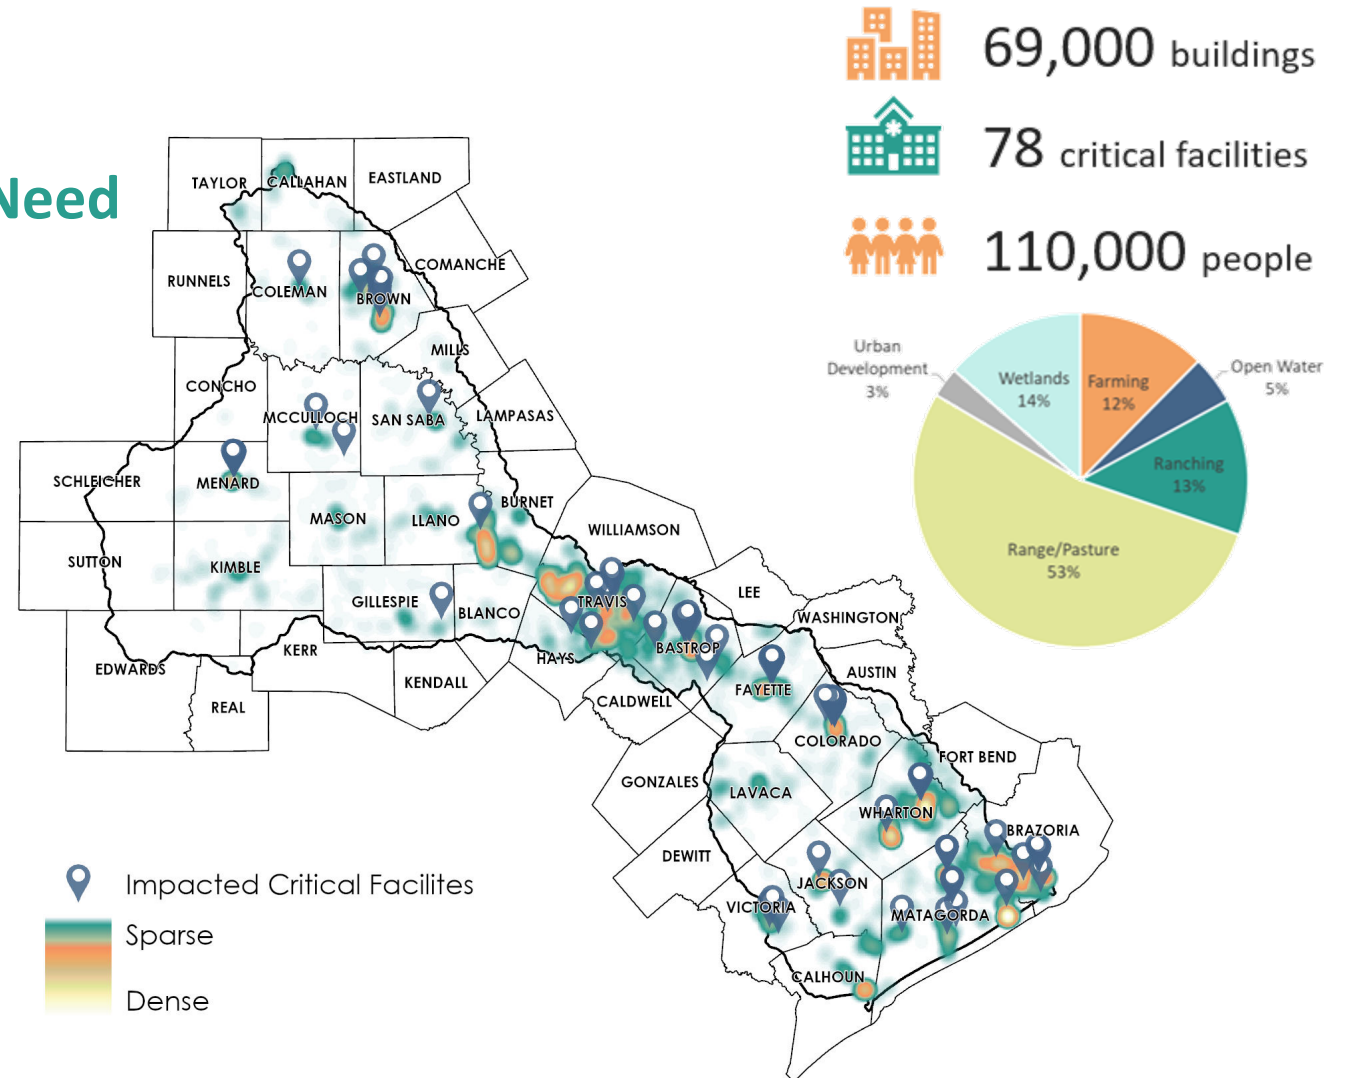 Need
69,000 buildings
78 critical facilities
110,000 people
Urban
Development
3%
Wetlands
14%
Farming
12%
Open Water
5%
Ranching
13%
Range/Pasture
53%
TAYLOR
CALLAHAN
EASTLAND
RUNNELS
COLEMAN
BROWN
COMANCHE
MILLS
CONCHO
MCCULLOCH
SAN SABA
LAMPASAS
SCHLEICHER
MENARD
MASON
LLANO
BURNET
WILLIAMSON
SUTTON
KIMBLE
GILLESPIE
BLANCO
TRAVIS
LEE
WASHINGTON
EDWARDS
KERR
HAYS
BASTROP
AUSTIN
REAL
KENDALL
CALDWELL
FAYETTE
COLORADO
FORT BEND
GONZALES
LAVACA
WHARTON
BRAZORIA
DEWITT
JACKSON
VICTORIA
MATAGORDA
CALHOUN
Impacted Critical Facilites
Sparse
Dense